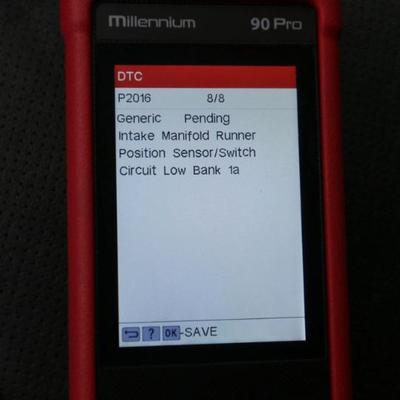 Millennium 90 Pro
DTC
P2016 8/8
Generic Pending
Intake Manifold Runner
Position Sensor/Switch
Circuit Low Bank 1a
? OK-SAVE